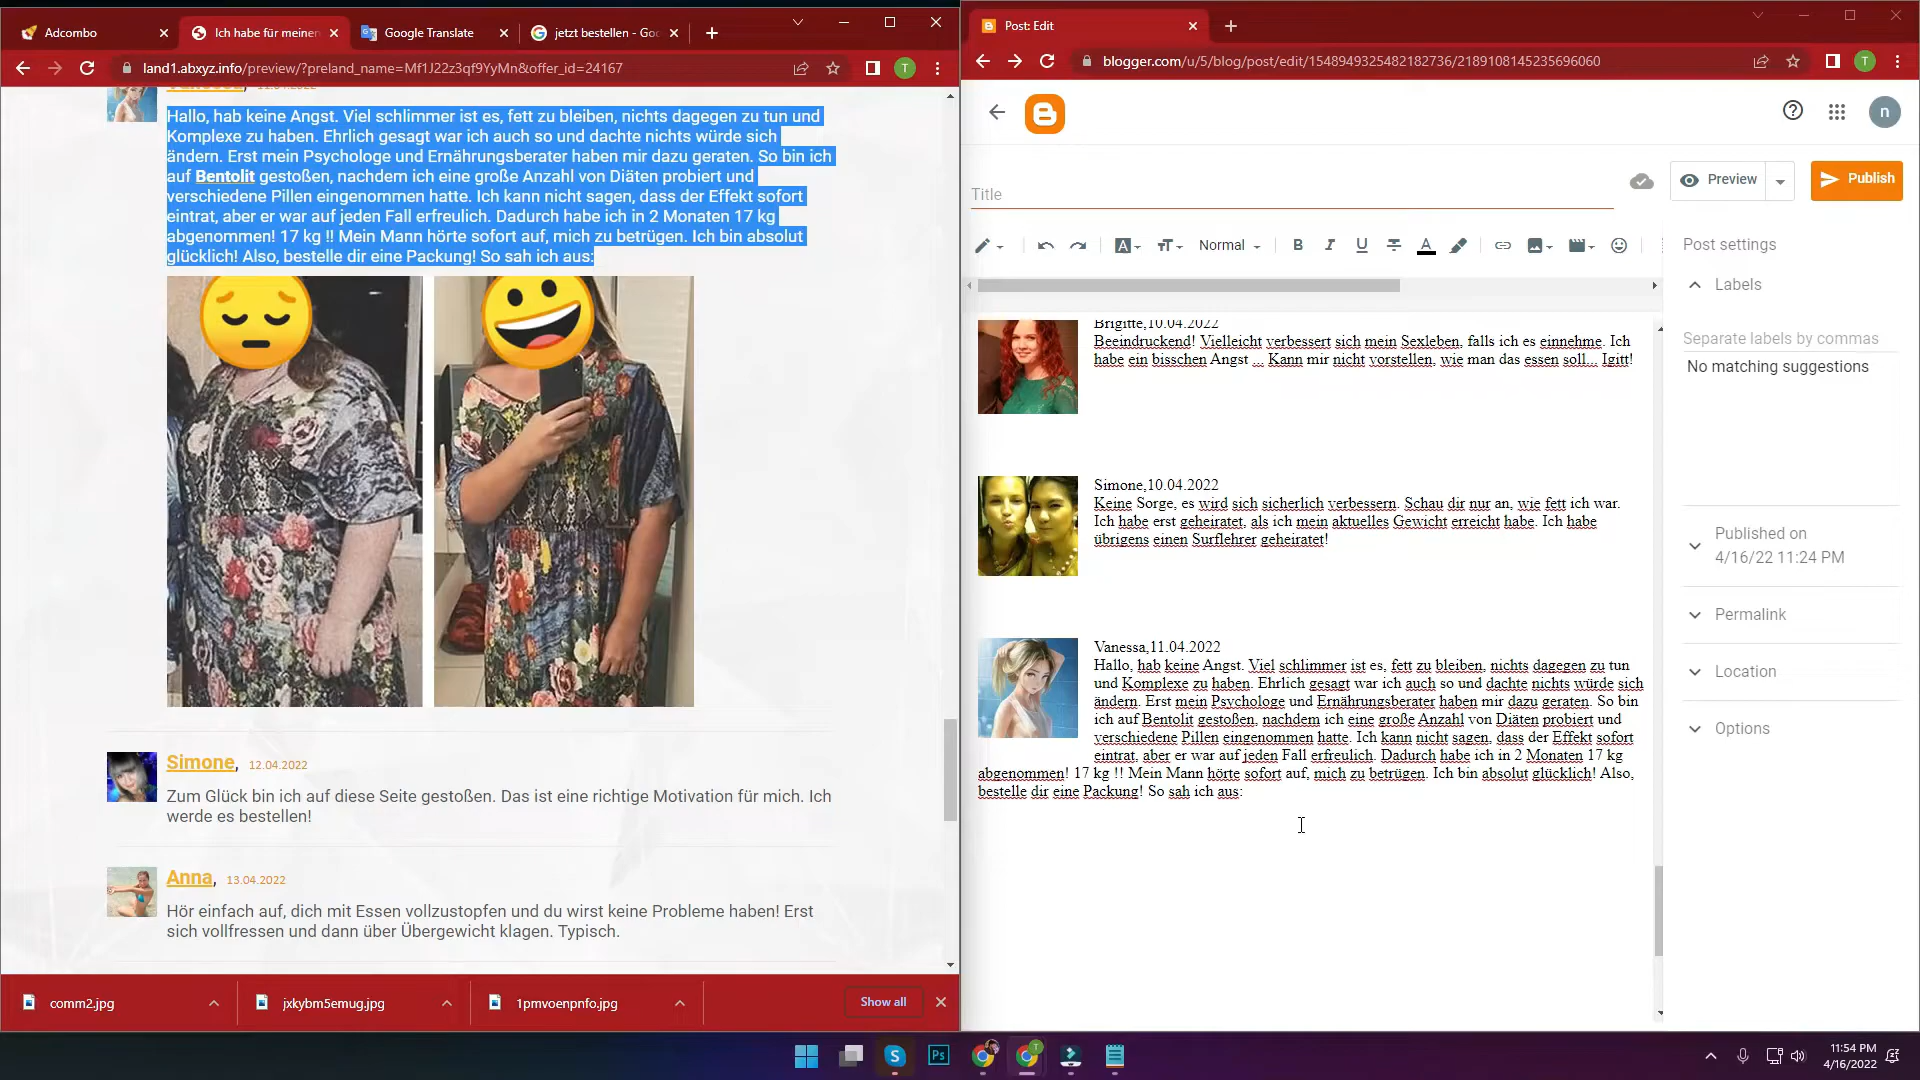 Adcombo
Ich habe für meinen
Google Translate
jetzt bestellen - Goo
land1.abxyz.info/preview/?preland_name=Mf1J22z3qf9YyMn&offer_id=24167
T
Hallo, hab keine Angst. Viel schlimmer ist es, fett zu bleiben, nichts dagegen zu tun und
Komplexe zu haben. Ehrlich gesagt war ich auch so und dachte nichts würde sich
ändern. Erst mein Psychologe und Ernährungsberater haben mir dazu geraten. So bin ich
auf Bentolit gestoßen, nachdem ich eine große Anzahl von Diäten probiert und
verschiedene Pillen eingenommen hatte. Ich kann nicht sagen, dass der Effekt sofort
eintrat, aber er war auf jeden Fall erfreulich. Dadurch habe ich in 2 Monaten 17 kg
abgenommen! 17 kg !! Mein Mann hörte sofort auf, mich zu betrügen. Ich bin absolut
glücklich! Also, bestelle dir eine Packung! So sah ich aus:
Simone, 12.04.2022
Zum Glück bin ich auf diese Seite gestoßen. Das ist eine richtige Motivation für mich. Ich
werde es bestellen!
Anna, 13.04.2022
Hör einfach auf, dich mit Essen vollzustopfen und du wirst keine Probleme haben! Erst
sich vollfressen und dann über Übergewicht klagen. Typisch.
comm2.jpg
jxkybm5emug.jpg
1pmvoenpnfo.jpg
Show all
Post: Edit
blogger.com/u/5/blog/post/edit/1548949325482182736/2189108145235696060
T
n
Title
Preview
Publish
Normal
B
I
U
S
A
Brigitte,10.04.2022
Beeindruckend! Vielleicht verbessert sich mein Sexleben, falls ich es einnehme. Ich
habe ein bisschen Angst ... Kann mir nicht vorstellen, wie man das essen soll... Igitt!
Simone,10.04.2022
Keine Sorge, es wird sich sicherlich verbessern. Schau dir nur an, wie fett ich war.
Ich habe erst geheiratet, als ich mein aktuelles Gewicht erreicht habe. Ich habe
übrigens einen Surflehrer geheiratet!
Vanessa,11.04.2022
Hallo, hab keine Angst. Viel schlimmer ist es, fett zu bleiben, nichts dagegen zu tun
und Komplexe zu haben. Ehrlich gesagt war ich auch so und dachte nichts würde sich
ändern. Erst mein Psychologe und Ernährungsberater haben mir dazu geraten. So bin
ich auf Bentolit gestoßen, nachdem ich eine große Anzahl von Diäten probiert und
verschiedene Pillen eingenommen hatte. Ich kann nicht sagen, dass der Effekt sofort
eintrat, aber er war auf jeden Fall erfreulich. Dadurch habe ich in 2 Monaten 17 kg
abgenommen! 17 kg !! Mein Mann hörte sofort auf, mich zu betrügen. Ich bin absolut glücklich! Also,
bestelle dir eine Packung! So sah ich aus:
Post settings
Labels
Separate labels by commas
No matching suggestions
Published on
4/16/22 11:24 PM
Permalink
Location
Options
S
Ps
11:54 PM
4/16/2022